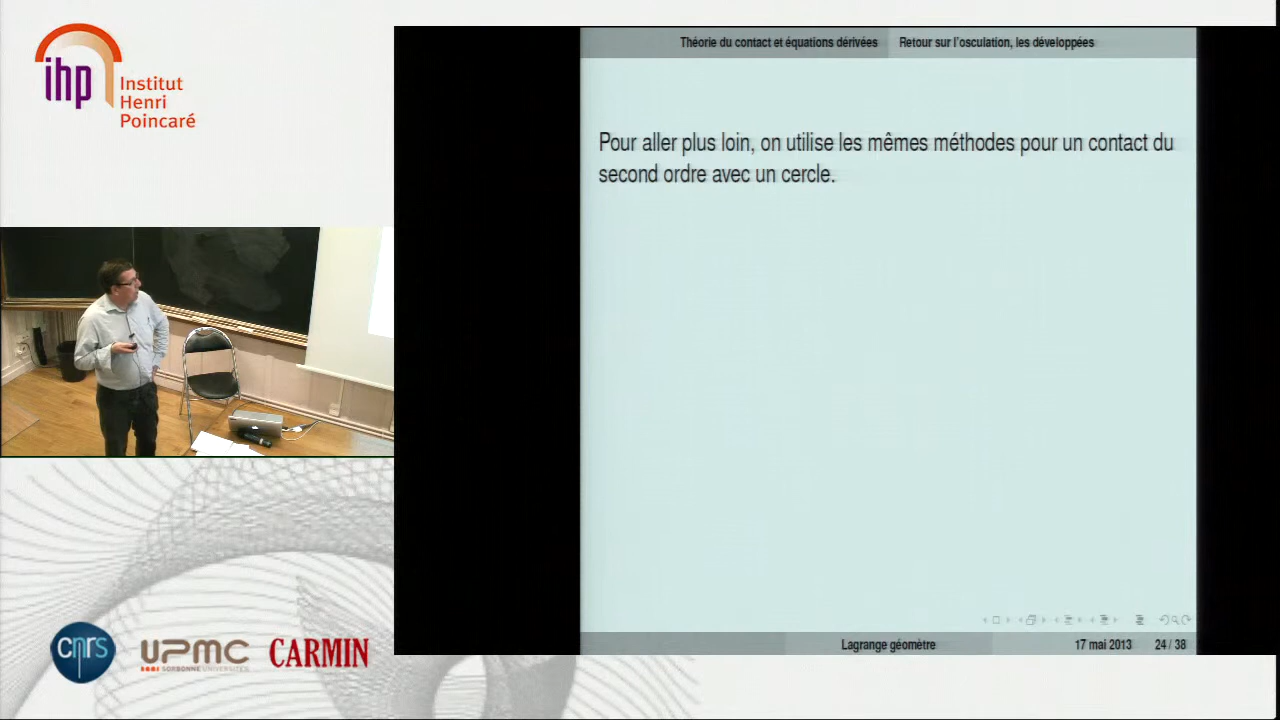 ihp
Institut
Henri
Poincaré
Théorie du contact et équations dérivées
Retour sur l'osculation, les développées
Pour aller plus loin, on utilise les mêmes méthodes pour un contact du
second ordre avec un cercle.
Lagrange géomètre
17 mai 2013
24 / 38
cnrs
UPMC
SORBONNE UNIVERSITÉS
CARMIN